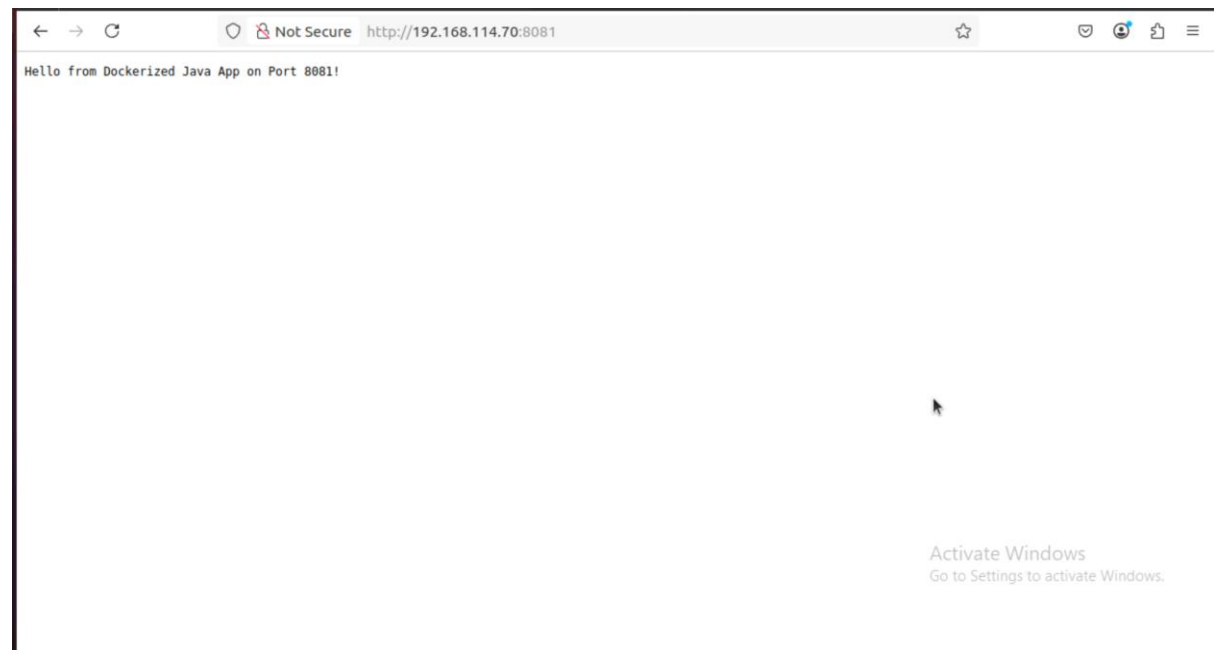 Not Secure http://192.168.114.70:8081
Hello from Dockerized Java App on Port 8081!
Activate Windows
Go to Settings to activate Windows.